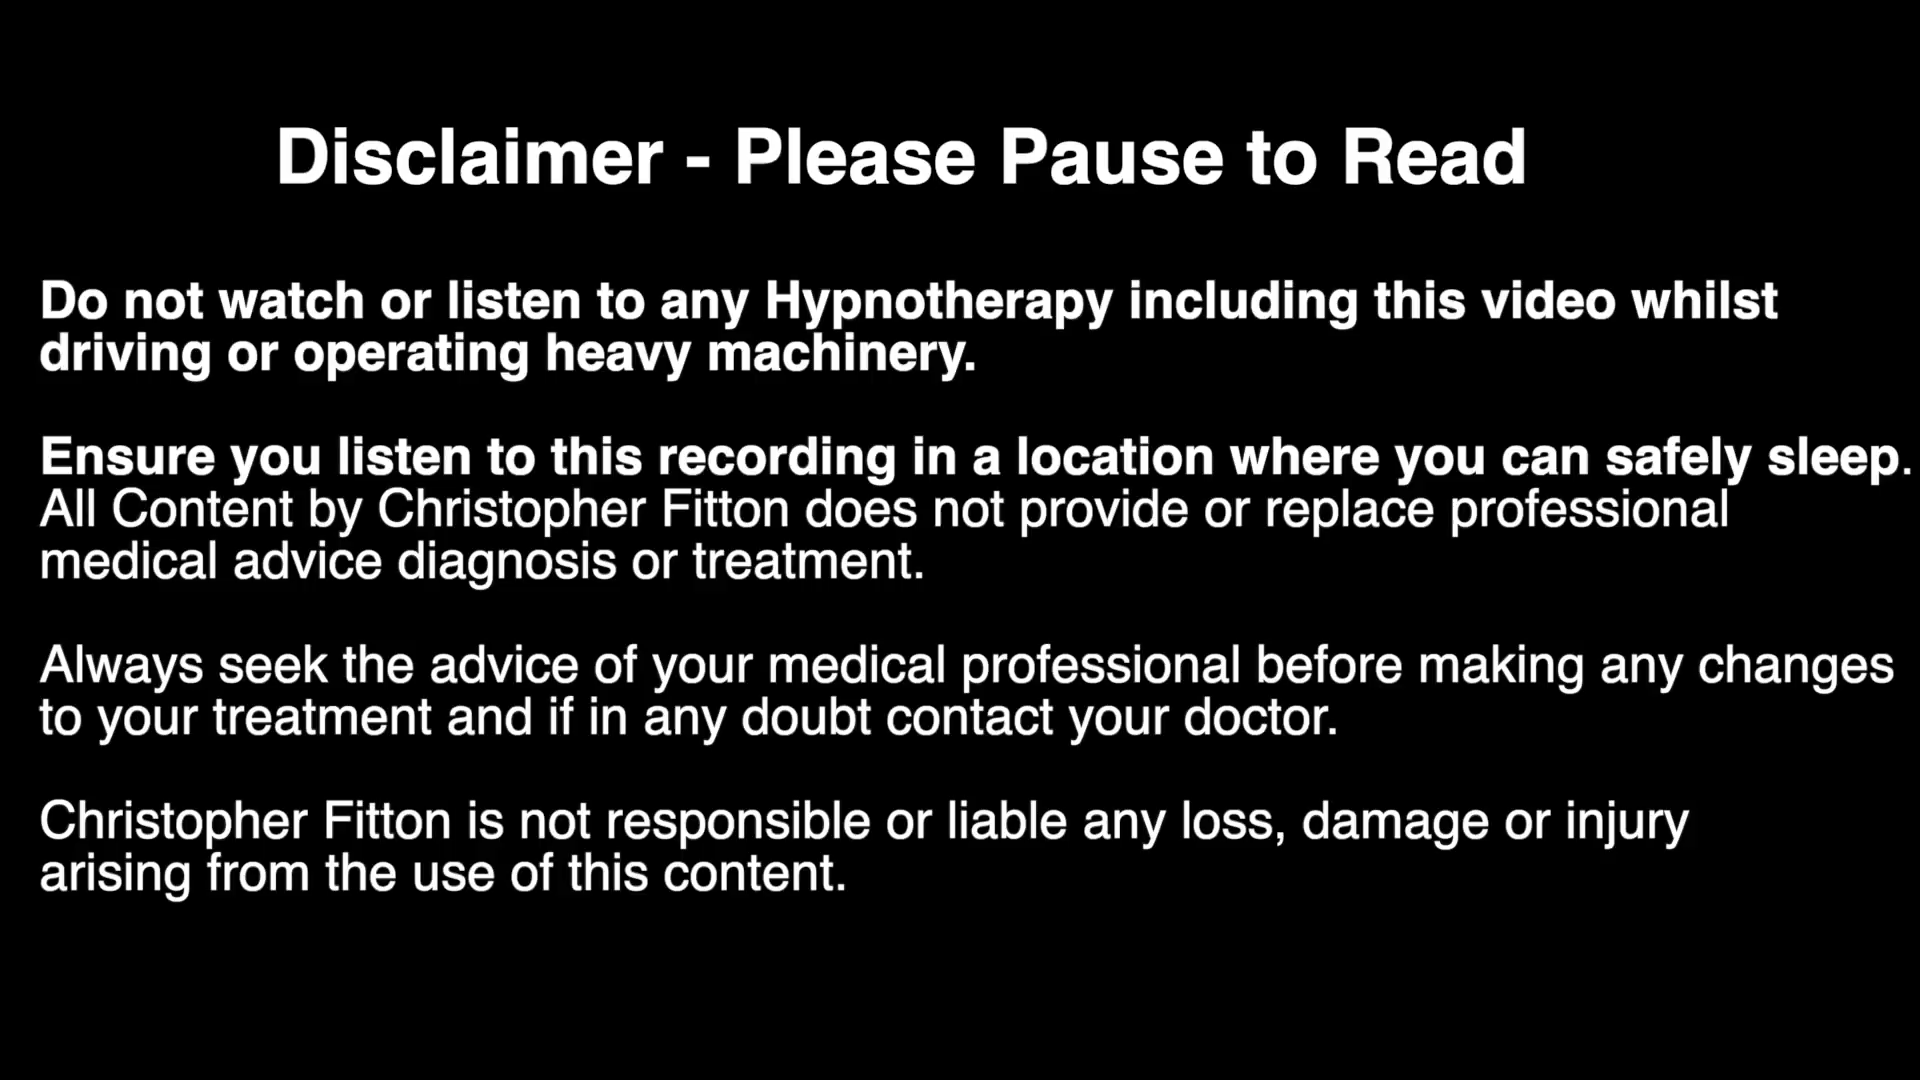 Disclaimer - Please Pause to Read
Do not watch or listen to any Hypnotherapy including this video whilst
driving or operating heavy machinery.
Ensure you listen to this recording in a location where you can safely sleep.
All Content by Christopher Fitton does not provide or replace professional
medical advice diagnosis or treatment.
Always seek the advice of your medical professional before making any changes
to your treatment and if in any doubt contact your doctor.
Christopher Fitton is not responsible or liable any loss, damage or injury
arising from the use of this content.